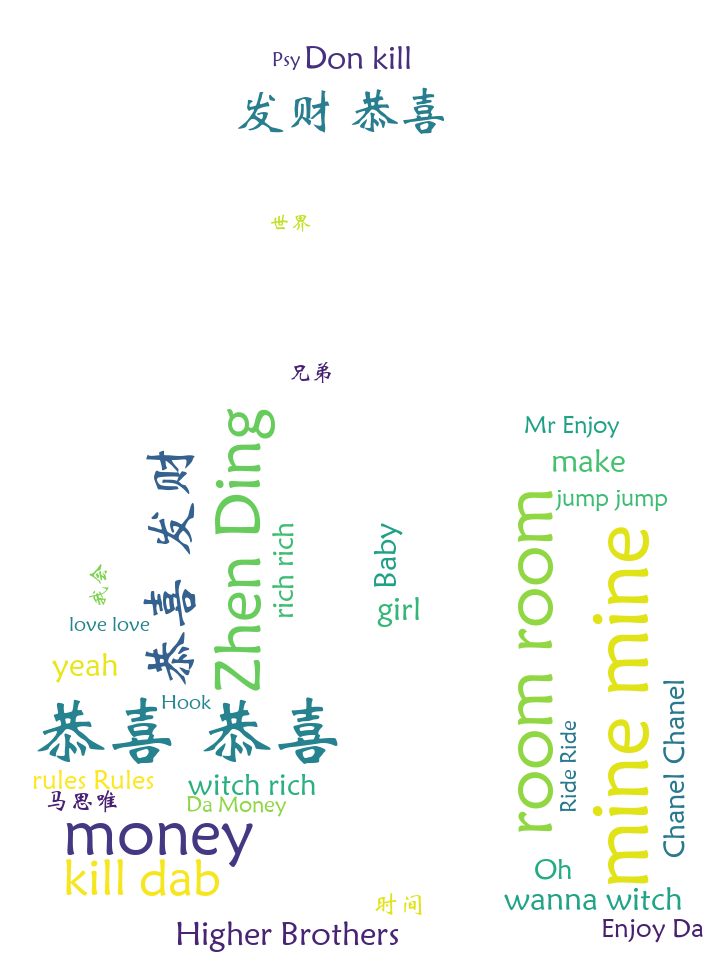 Psy
Don kill
发财 恭喜
世界
兄弟
Zhen Ding
Mr Enjoy
make
恭喜 发财
jump jump
room room
rich rich
Baby
mine mine
我会
girl
love love
yeah
Chanel Chanel
Hook
恭喜 恭喜
Ride Ride
rules Rules
witch rich
马思唯
Da Money
money
kill dab
Oh
wanna witch
时间
Higher Brothers
Enjoy Da